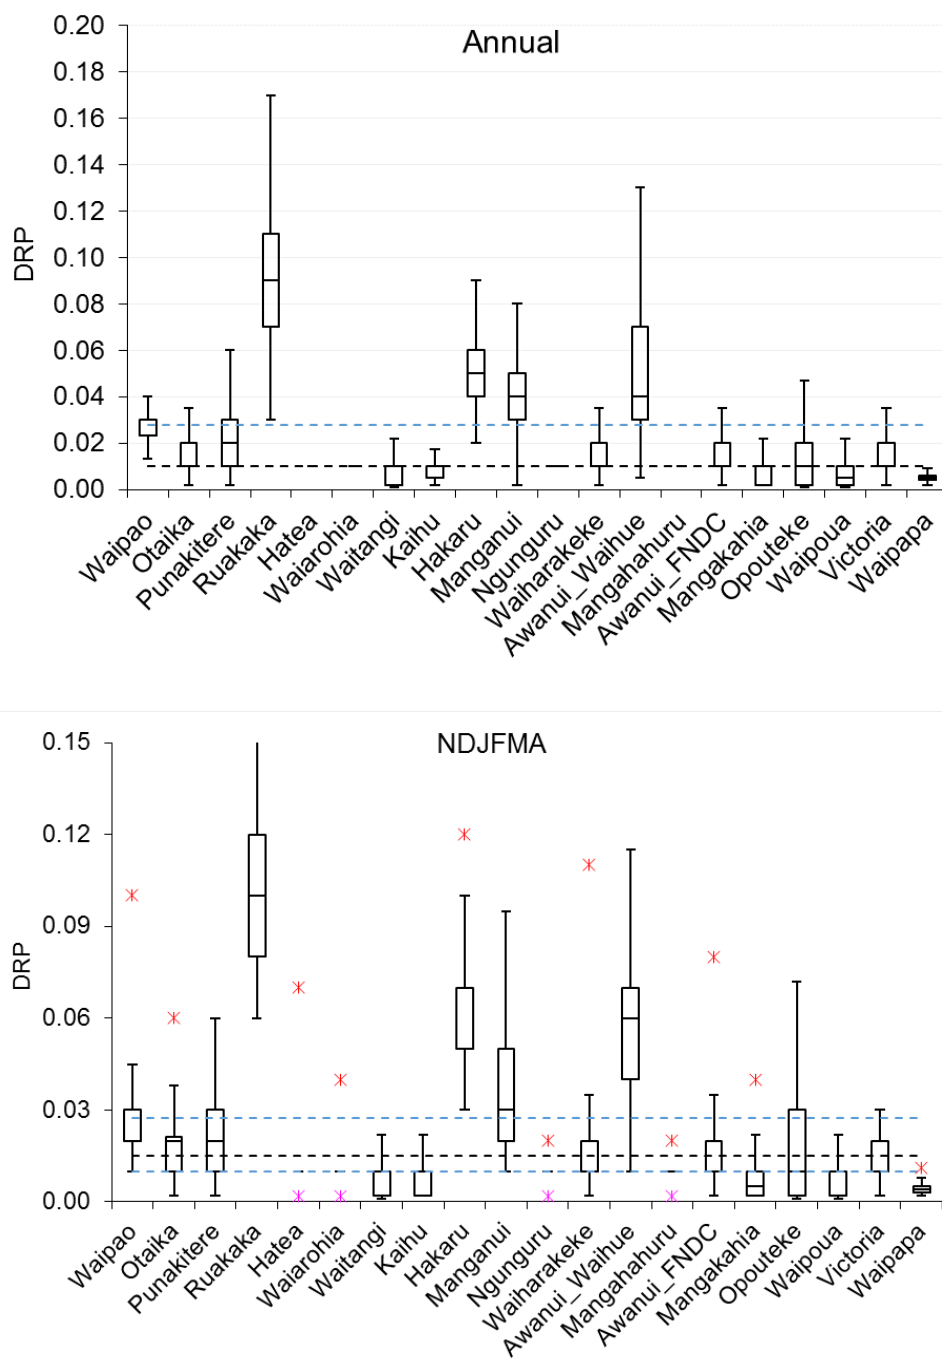 Annual
DRP
0.20
0.18
0.16
0.14
0.12
0.10
0.08
0.06
0.04
0.02
0.00
Waipao
Otaika
Punakitere
Ruakaka
Hatea
Waiarohia
Waitangi
Kaihu
Hakaru
Manganui
Ngunguru
Waiharakeke
Awanui_Waihue
Mangahahuru
Awanui_FNDC
Mangakahia
Opouteke
Waipoua
Victoria
Waipapa
NDJFMA
DRP
0.15
0.12
0.09
0.06
0.03
0.00
Waipao
Otaika
Punakitere
Ruakaka
Hatea
Waiarohia
Waitangi
Kaihu
Hakaru
Manganui
Ngunguru
Waiharakeke
Awanui_Waihue
Mangahahuru
Awanui_FNDC
Mangakahia
Opouteke
Waipoua
Victoria
Waipapa